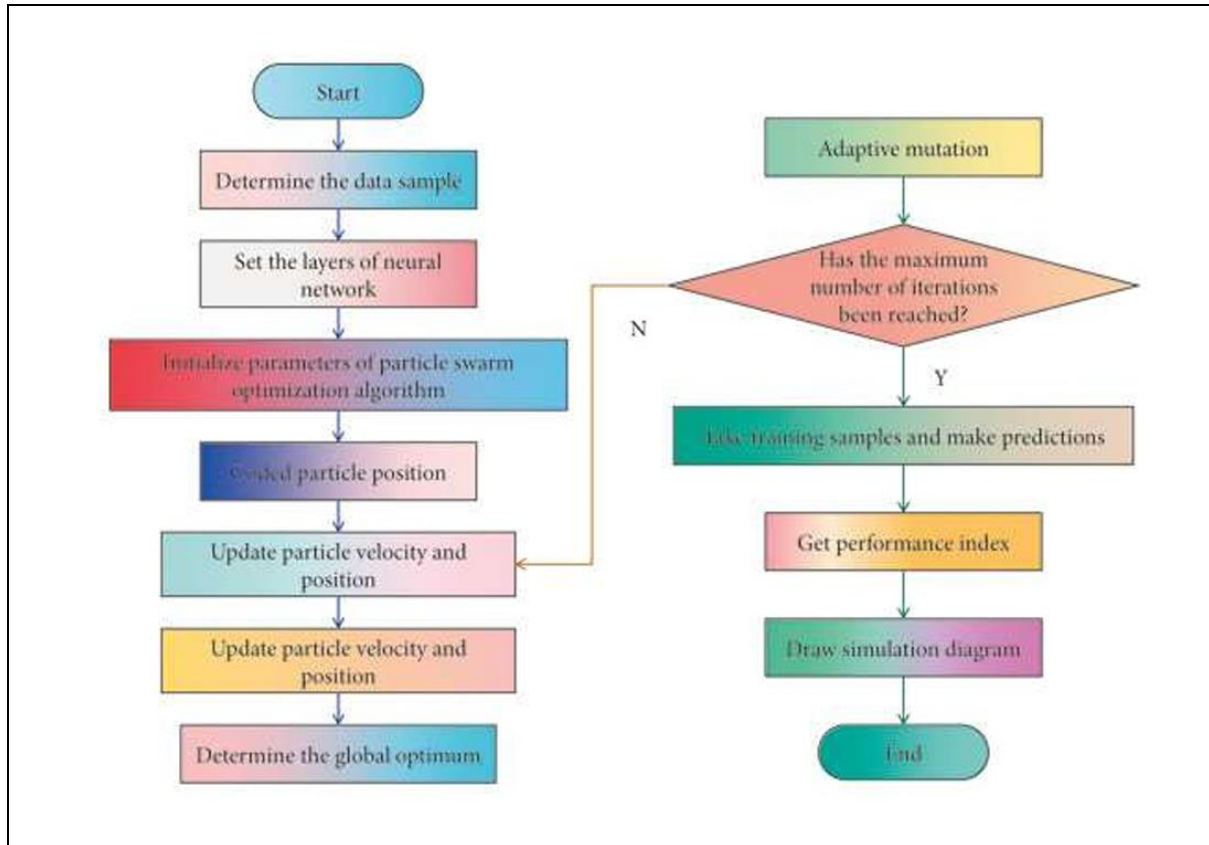 Start
Determine the data sample
Set the layers of neural
network
Initialize parameters of particle swarm
optimization algorithm
Coded particle position
Update particle velocity and
position
Update particle velocity and
position
Determine the global optimum
Adaptive mutation
Has the maximum
number of iterations
been reached?
N
Y
Take training samples and make predictions
Get performance index
Draw simulation diagram
End